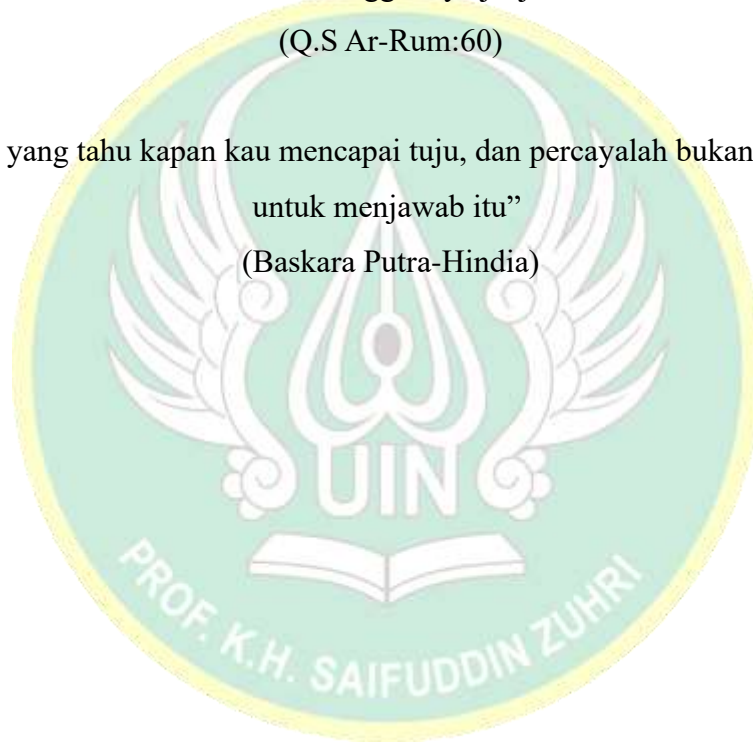 (Q.S Ar-Rum:60)
yang tahu kapan kau mencapai tuju, dan percayalah bukan
untuk menjawab itu”
(Baskara Putra-Hindia)
UIN
PROF. K.H. SAIFUDDIN ZUHRI